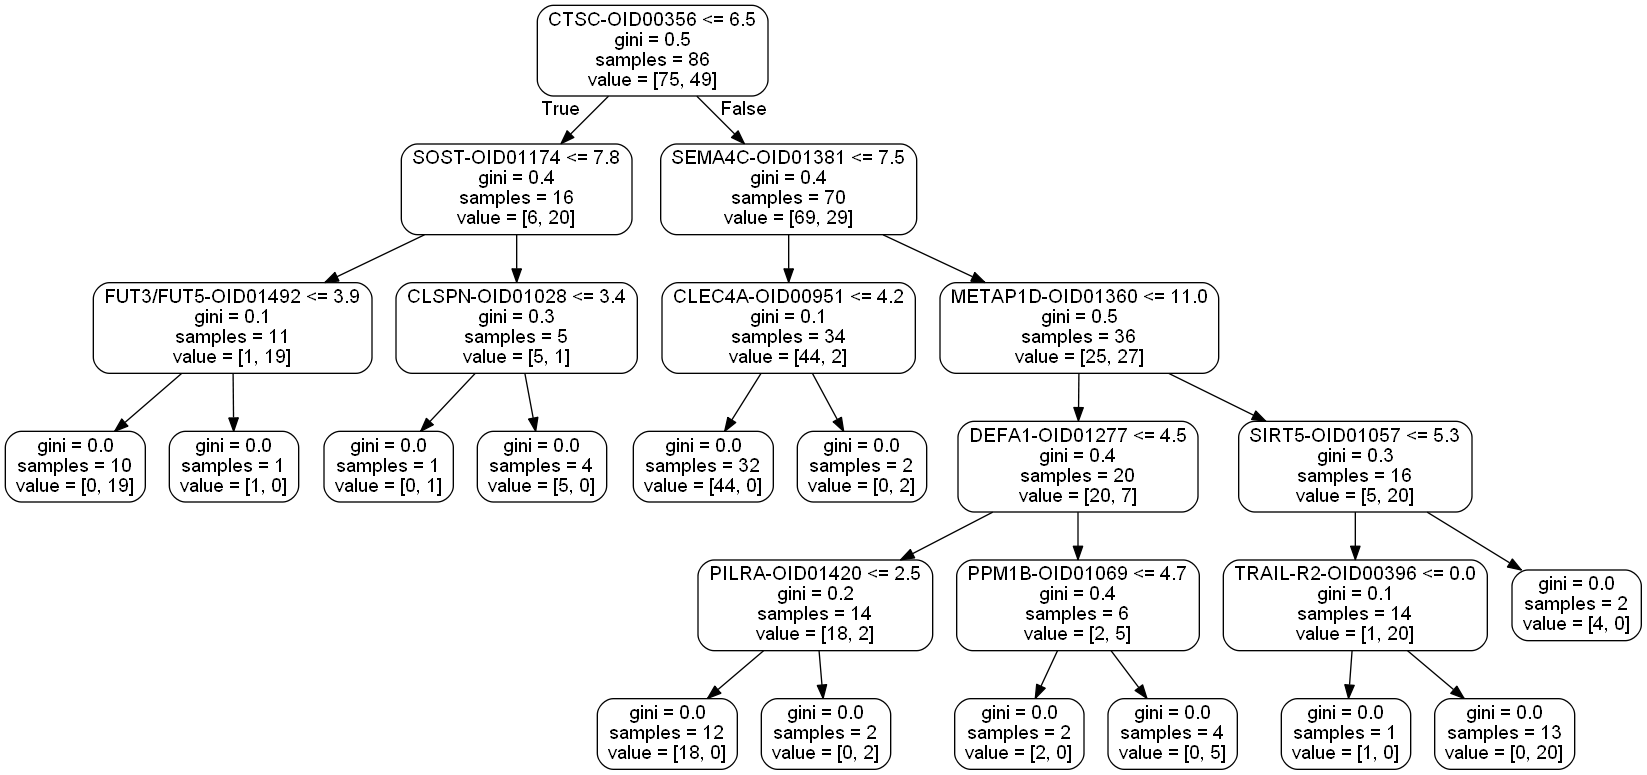 CTSC-OID00356 <= 6.5
gini = 0.5
samples = 86
value = [75, 49]
True
False
SOST-OID01174 <= 7.8
gini = 0.4
samples = 16
value = [6, 20]
SEMA4C-OID01381 <= 7.5
gini = 0.4
samples = 70
value = [69, 29]
FUT3/FUT5-OID01492 <= 3.9
gini = 0.1
samples = 11
value = [1, 19]
CLSPN-OID01028 <= 3.4
gini = 0.3
samples = 5
value = [5, 1]
CLEC4A-OID00951 <= 4.2
gini = 0.1
samples = 34
value = [44, 2]
METAP1D-OID01360 <= 11.0
gini = 0.5
samples = 36
value = [25, 27]
gini = 0.0
samples = 10
value = [0, 19]
gini = 0.0
samples = 1
value = [1, 0]
gini = 0.0
samples = 1
value = [0, 1]
gini = 0.0
samples = 4
value = [5, 0]
gini = 0.0
samples = 32
value = [44, 0]
gini = 0.0
samples = 2
value = [0, 2]
DEFA1-OID01277 <= 4.5
gini = 0.4
samples = 20
value = [20, 7]
SIRT5-OID01057 <= 5.3
gini = 0.3
samples = 16
value = [5, 20]
PILRA-OID01420 <= 2.5
gini = 0.2
samples = 14
value = [18, 2]
PPM1B-OID01069 <= 4.7
gini = 0.4
samples = 6
value = [2, 5]
TRAIL-R2-OID00396 <= 0.0
gini = 0.1
samples = 14
value = [1, 20]
gini = 0.0
samples = 2
value = [4, 0]
gini = 0.0
samples = 12
value = [18, 0]
gini = 0.0
samples = 2
value = [0, 2]
gini = 0.0
samples = 2
value = [2, 0]
gini = 0.0
samples = 4
value = [0, 5]
gini = 0.0
samples = 1
value = [1, 0]
gini = 0.0
samples = 13
value = [0, 20]